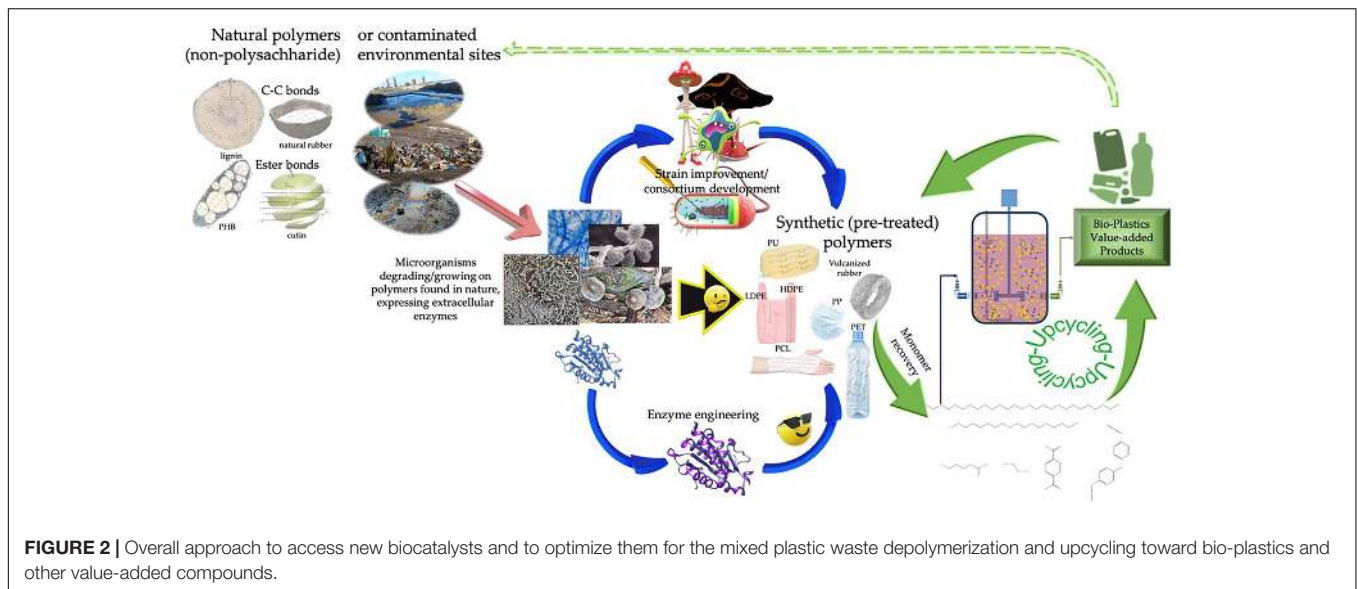 Natural polymers
(non-polysachharide)
or contaminated
environmental sites
C-C bonds
lignin
natural rubber
Ester bonds
PHB
cutin
Microorganisms
degrading/growing on
polymers found in nature,
expressing extracellular
enzymes
Strain improvement/
consortium development
Enzyme engineering
Synthetic (pre-treated)
polymers
PU
Vulcanized
rubber
LDPE
HDPE
PP
PET
PCL
Monomer
recovery
Bio-Plastics
Value-added
Products
Upcycling-Upcycling-
FIGURE 2 | Overall approach to access new biocatalysts and to optimize them for the mixed plastic waste depolymerization and upcycling toward bio-plastics and
other value-added compounds.